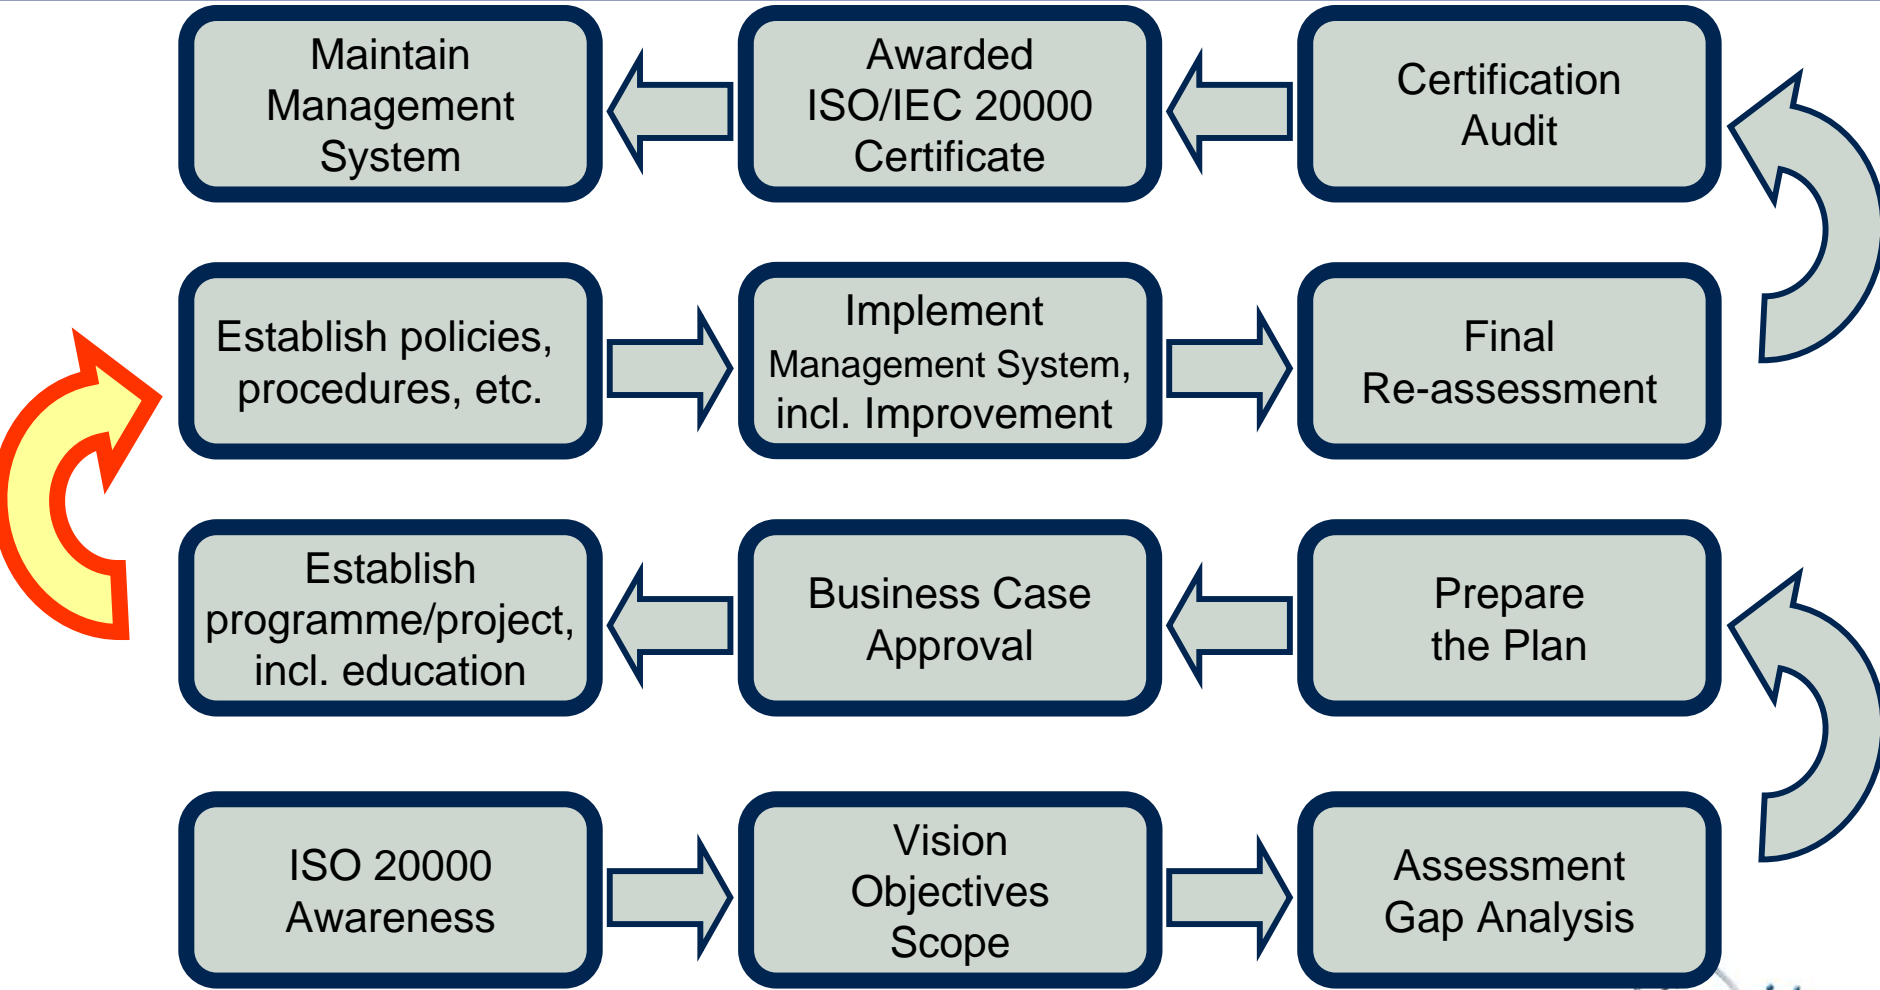 Maintain
Management
System
Awarded
ISO/IEC 20000
Certificate
Certification
Audit
Establish policies,
procedures, etc.
Implement
Management System,
incl. Improvement
Final
Re-assessment
Establish
programme/project,
incl. education
Business Case
Approval
Prepare
the Plan
ISO 20000
Awareness
Vision
Objectives
Scope
Assessment
Gap Analysis